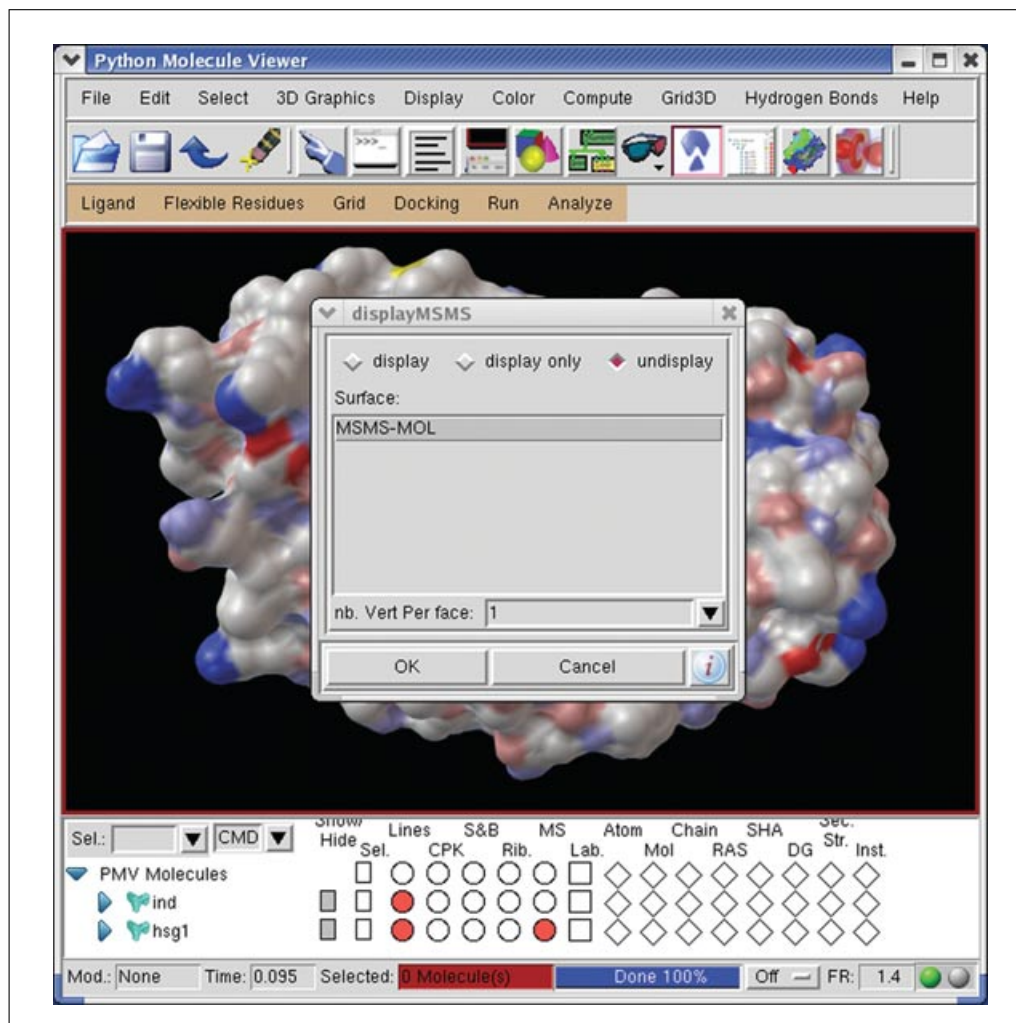 Python Molecule Viewer
File Edit Select 3D Graphics Display Color Compute Grid3D Hydrogen Bonds Help
>>>_
Ligand Flexible Residues Grid Docking Run Analyze
displayMSMS
display display only undisplay
Surface:
MSMS-MOL
nb. Vert Per face: 1
OK Cancel i
Sel.: CMD
Show/ Hide Sel. Lines CPK S&B Rib. MS Lab. Atom Mol Chain RAS SHA DG Sec. Str. Inst.
PMV Molecules
ind
hsg1
Mod.: None Time: 0.095 Selected: 0 Molecule(s) Done 100% Off FR: 1.4